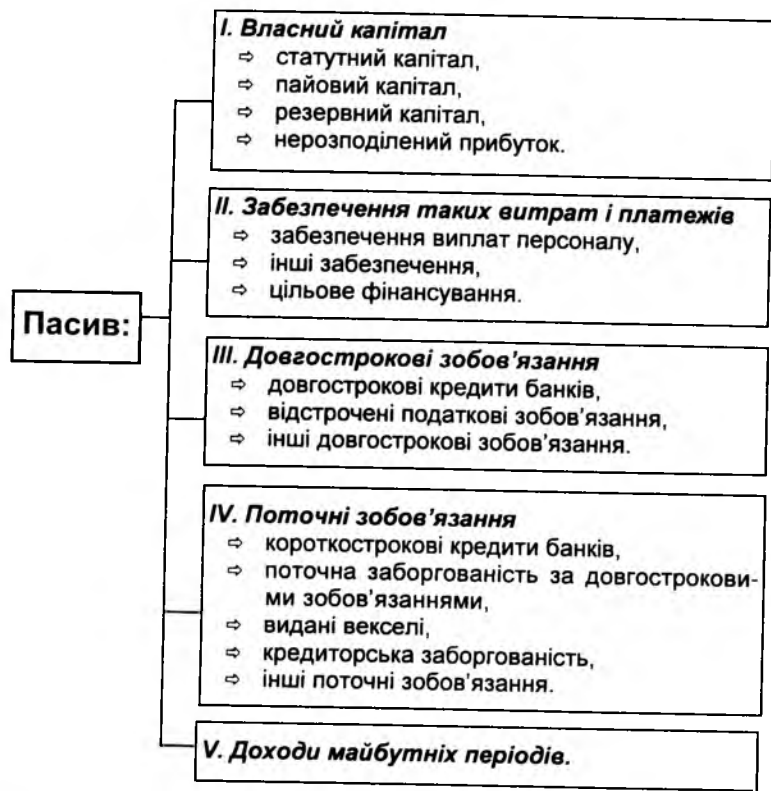 I. Власний капітал
⇨ статутний капітал,
⇨ пайовий капітал,
⇨ резервний капітал,
⇨ нерозподілений прибуток.
II. Забезпечення таких витрат і платежів
⇨ забезпечення виплат персоналу,
⇨ інші забезпечення,
⇨ цільове фінансування.
Пасив:
III. Довгострокові зобов'язання
⇨ довгострокові кредити банків,
⇨ відстрочені податкові зобов'язання,
⇨ інші довгострокові зобов'язання.
IV. Поточні зобов'язання
⇨ короткострокові кредити банків,
⇨ поточна заборгованість за довгострокови-
ми зобов'язаннями,
⇨ видані векселі,
⇨ кредиторська заборгованість,
⇨ інші поточні зобов'язання.
V. Доходи майбутніх періодів.